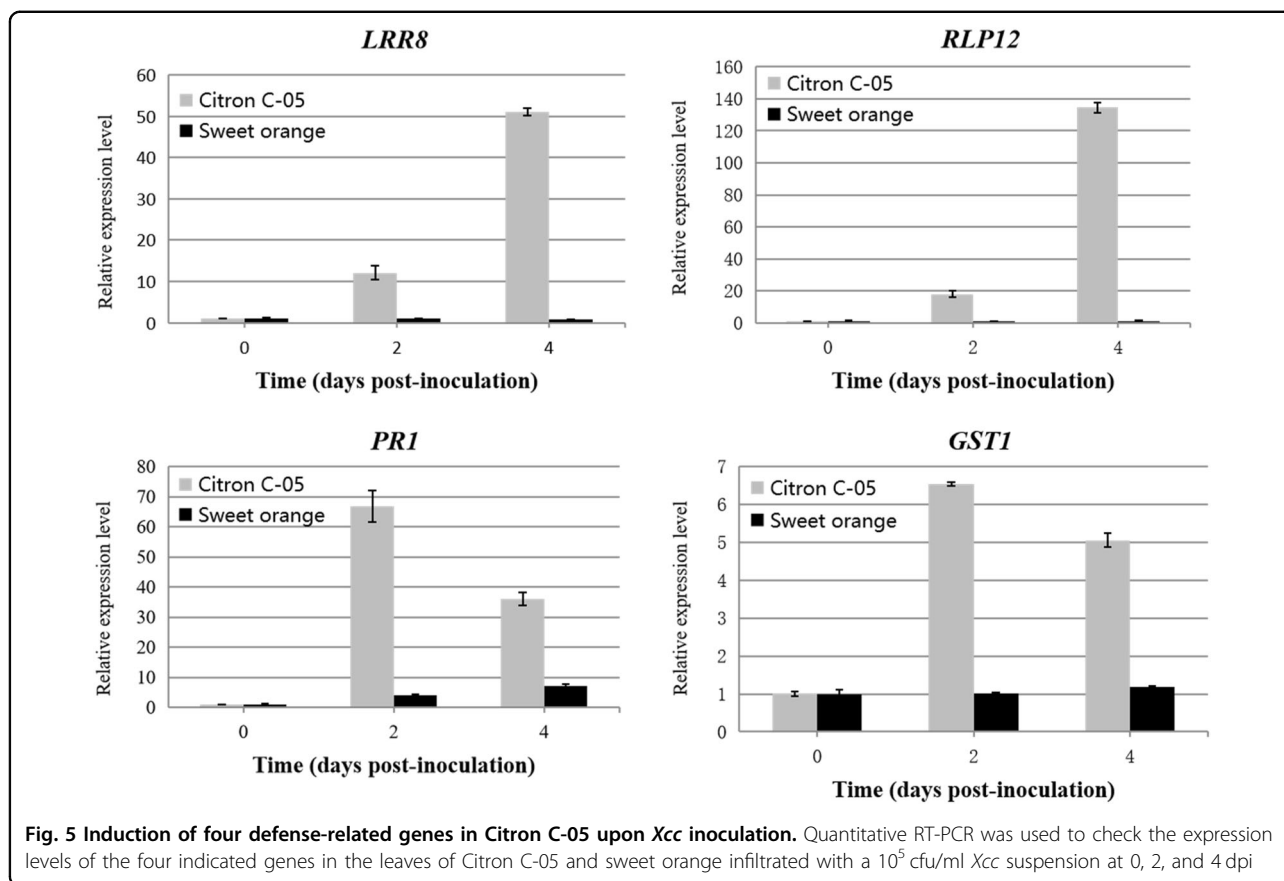 LRR8
Relative expression level
60
50
40
30
20
10
0
Citron C-05
Sweet orange
0 2 4
Time (days post-inoculation)
RLP12
Relative expression level
160
140
120
100
80
60
40
20
0
Citron C-05
Sweet orange
0 2 4
Time (days post-inoculation)
PR1
Relative expression level
80
70
60
50
40
30
20
10
0
Citron C-05
Sweet orange
0 2 4
Time (days post-inoculation)
GST1
Relative expression level
7
6
5
4
3
2
1
0
Citron C-05
Sweet orange
0 2 4
Time (days post-inoculation)
Fig. 5 Induction of four defense-related genes in Citron C-05 upon Xcc inoculation. Quantitative RT-PCR was used to check the expression
levels of the four indicated genes in the leaves of Citron C-05 and sweet orange infiltrated with a 10⁵ cfu/ml Xcc suspension at 0, 2, and 4 dpi